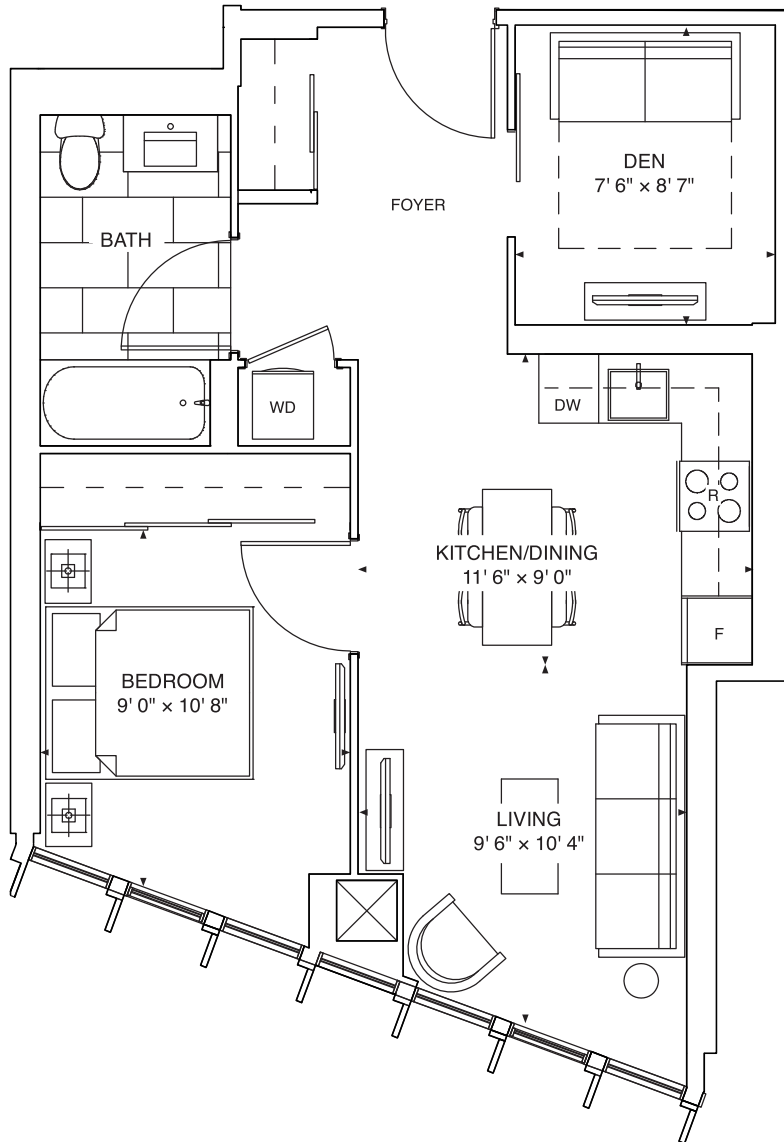 DEN
7' 6" × 8' 7"
FOYER
BATH
WD
DW
R
KITCHEN/DINING
11' 6" × 9' 0"
F
BEDROOM
9' 0" × 10' 8"
LIVING
9' 6" × 10' 4"